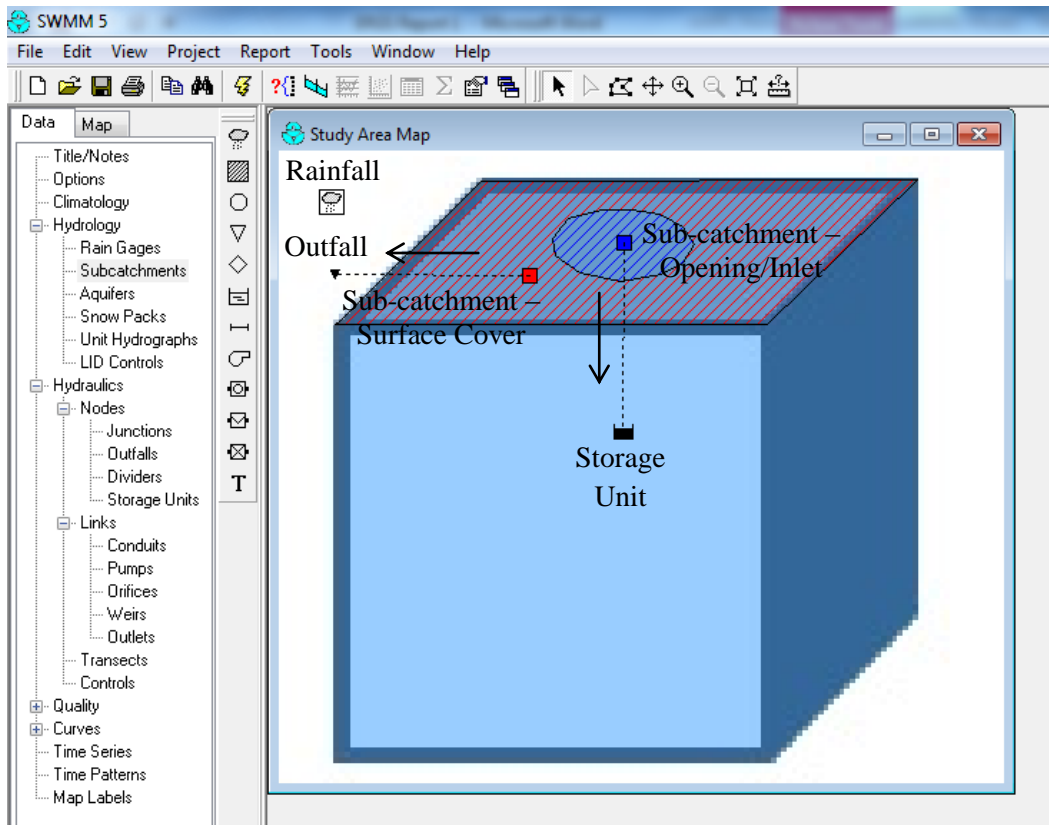 SWMM 5
File Edit View Project Report Tools Window Help
Data Map
Title/Notes
Options
Climatology
Hydrology
Rain Gages
Subcatchments
Aquifers
Snow Packs
Unit Hydrographs
LID Controls
Hydraulics
Nodes
Junctions
Outfalls
Dividers
Storage Units
Links
Conduits
Pumps
Orifices
Weirs
Outlets
Transects
Controls
Quality
Curves
Time Series
Time Patterns
Map Labels
T
Study Area Map
Rainfall
Outfall
Sub-catchment –
Opening/Inlet
Sub-catchment –
Surface Cover
Storage
Unit